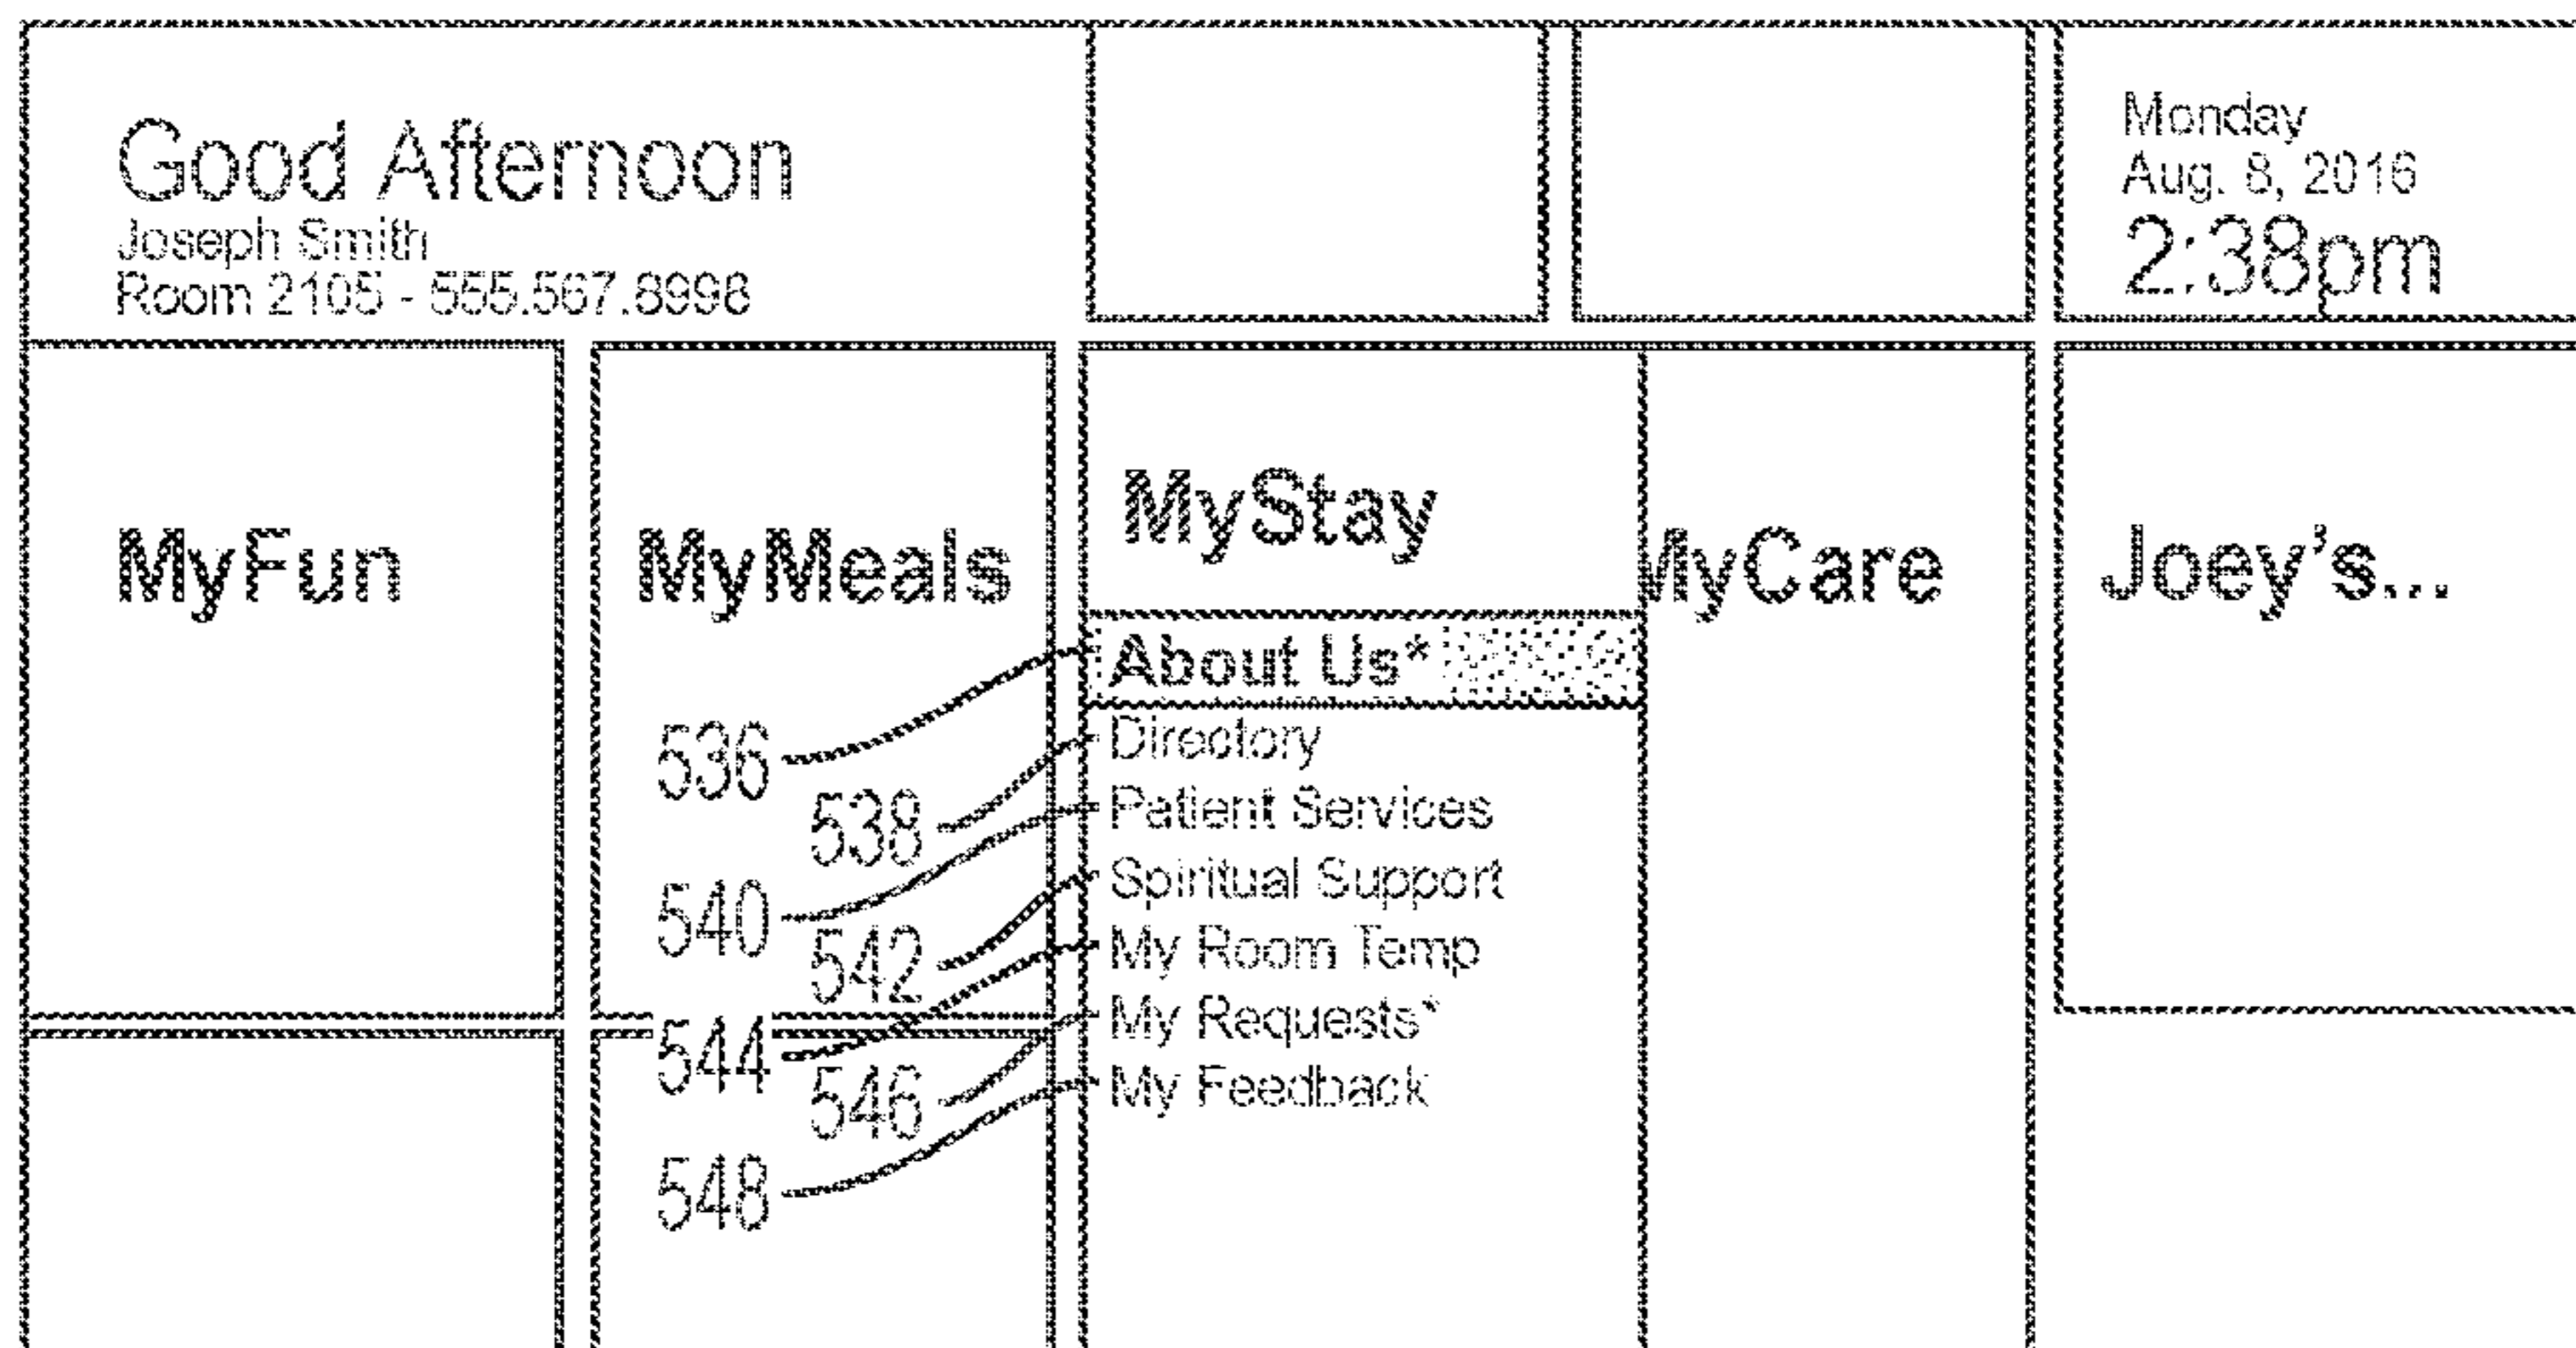 Good Afternoon
Joseph Smith
Room 2105 - 555.567.8998
Monday
Aug. 8, 2016
2:38pm
MyFun
MyMeals
MyStay
MyCare
Joey's...
About Us*
Directory
Patient Services
Spiritual Support
My Room Temp
My Requests*
My Feedback
536
538
540
542
544
546
548